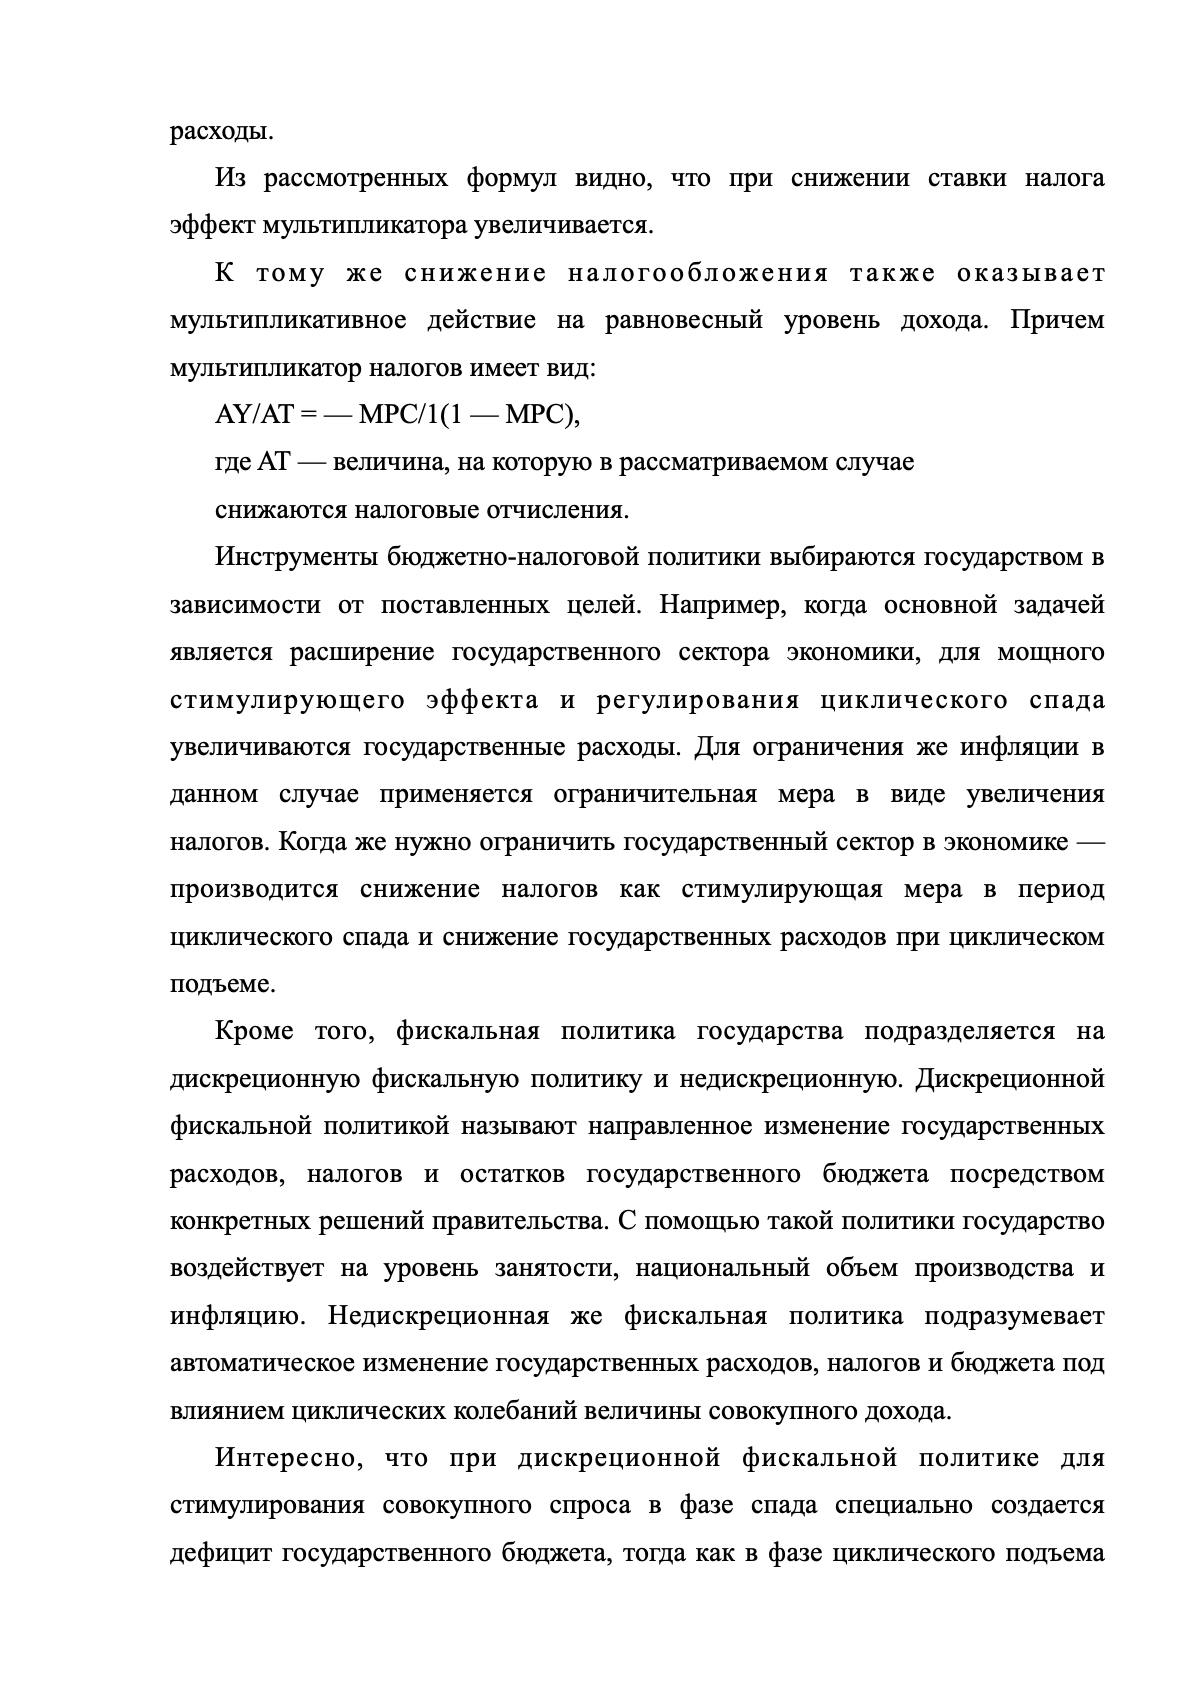 расходы.
Из рассмотренных формул видно, что при снижении ставки налога
эффект мультипликатора увеличивается.
К тому же снижение налогообложения также оказывает
мультипликативное действие на равновесный уровень дохода. Причем
мультипликатор налогов имеет вид:
AY/AT = — MPC/1(1 — MPC),
где AT — величина, на которую в рассматриваемом случае
снижаются налоговые отчисления.
Инструменты бюджетно-налоговой политики выбираются государством в
зависимости от поставленных целей. Например, когда основной задачей
является расширение государственного сектора экономики, для мощного
стимулирующего эффекта и регулирования циклического спада
увеличиваются государственные расходы. Для ограничения же инфляции в
данном случае применяется ограничительная мера в виде увеличения
налогов. Когда же нужно ограничить государственный сектор в экономике —
производится снижение налогов как стимулирующая мера в период
циклического спада и снижение государственных расходов при циклическом
подъеме.
Кроме того, фискальная политика государства подразделяется на
дискреционную фискальную политику и недискреционную. Дискреционной
фискальной политикой называют направленное изменение государственных
расходов, налогов и остатков государственного бюджета посредством
конкретных решений правительства. С помощью такой политики государство
воздействует на уровень занятости, национальный объем производства и
инфляцию. Недискреционная же фискальная политика подразумевает
автоматическое изменение государственных расходов, налогов и бюджета под
влиянием циклических колебаний величины совокупного дохода.
Интересно, что при дискреционной фискальной политике для
стимулирования совокупного спроса в фазе спада специально создается
дефицит государственного бюджета, тогда как в фазе циклического подъема